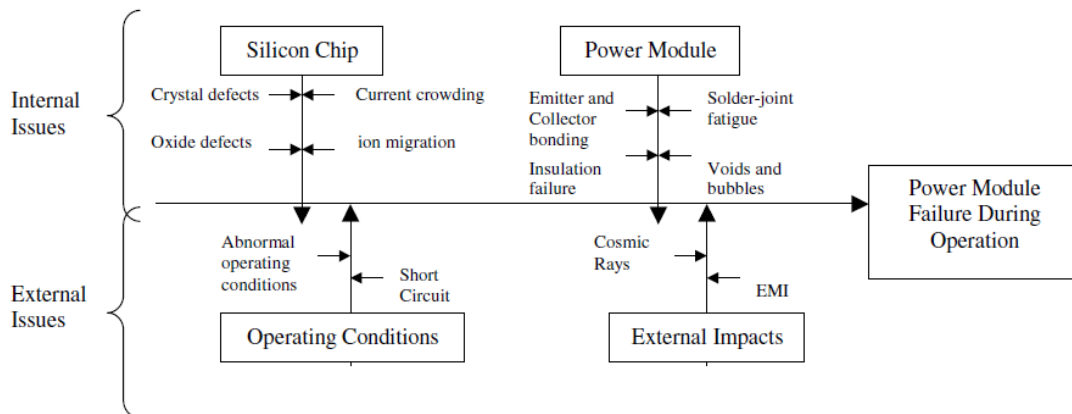 Silicon Chip
Power Module
Internal
Issues
Crystal defects
Current crowding
Oxide defects
ion migration
Emitter and
Collector
bonding
Solder-joint
fatigue
Insulation
failure
Voids and
bubbles
Power Module
Failure During
Operation
External
Issues
Abnormal
operating
conditions
Short
Circuit
Cosmic
Rays
EMI
Operating Conditions
External Impacts